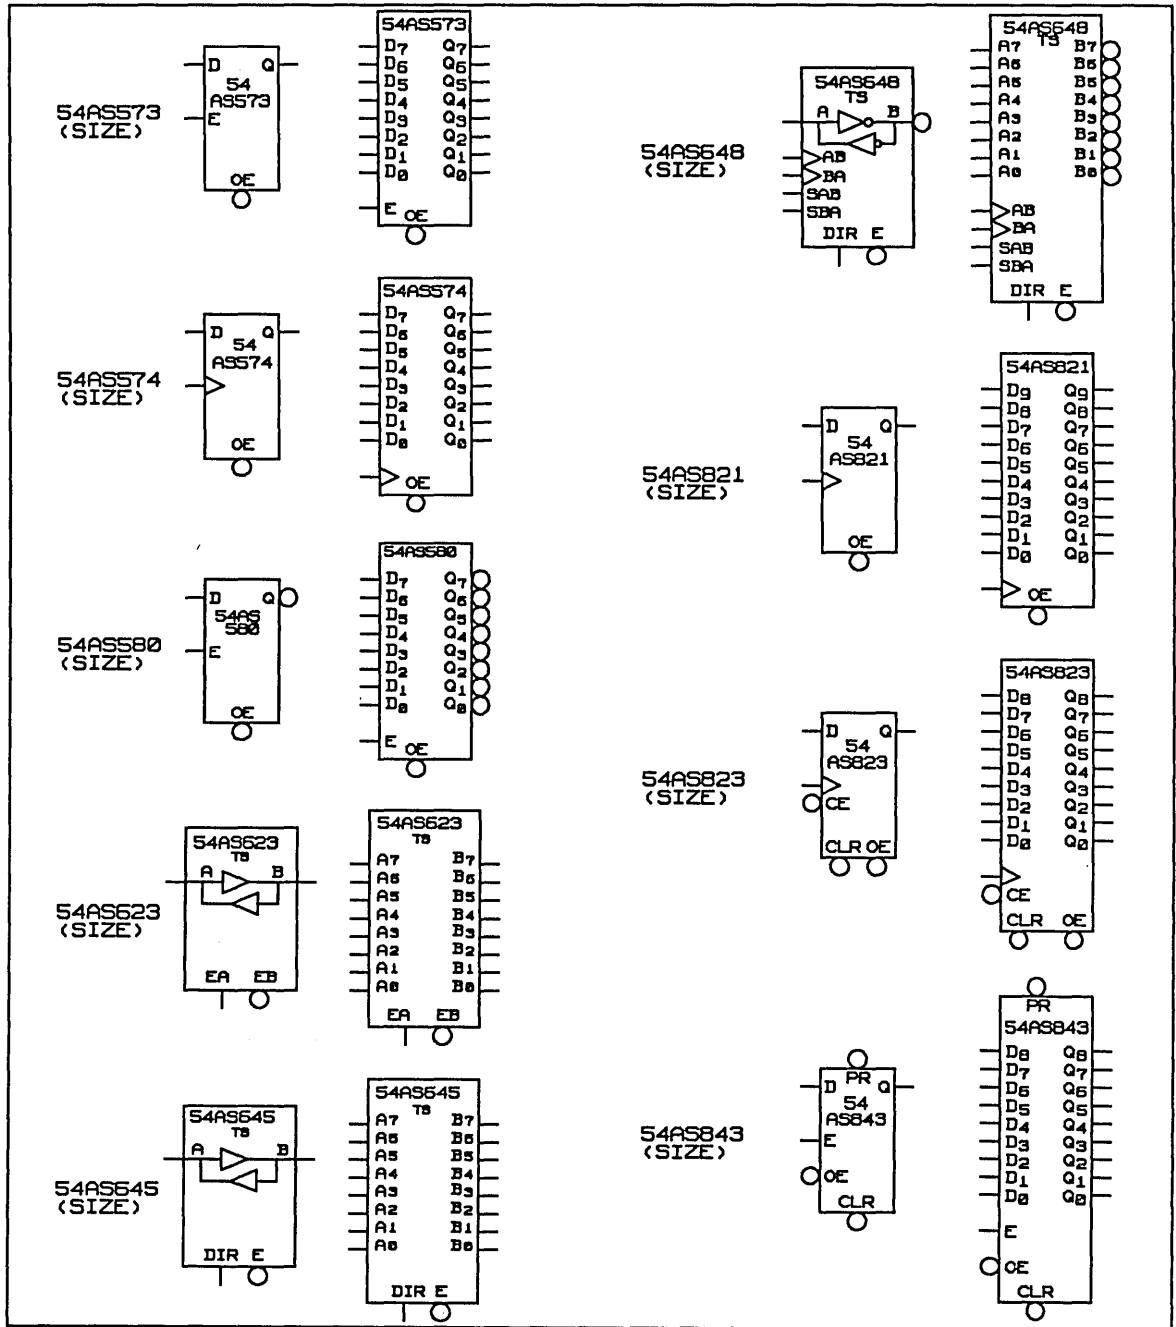 54AS573
(SIZE)
D Q
54
AS573
E
OE
54AS573
D7 Q7
D6 Q6
D5 Q5
D4 Q4
D3 Q3
D2 Q2
D1 Q1
D0 Q0
E OE
54AS574
(SIZE)
D Q
54
AS574
OE
54AS574
D7 Q7
D6 Q6
D5 Q5
D4 Q4
D3 Q3
D2 Q2
D1 Q1
D0 Q0
OE
54AS580
(SIZE)
D Q
54AS
580
E
OE
54AS580
D7 Q7
D6 Q6
D5 Q5
D4 Q4
D3 Q3
D2 Q2
D1 Q1
D0 Q0
E OE
54AS623
(SIZE)
54AS623
TS
A B
EA EB
54AS623
TS
A7 B7
A6 B6
A5 B5
A4 B4
A3 B3
A2 B2
A1 B1
A0 B0
EA EB
54AS645
(SIZE)
54AS645
TS
A B
DIR E
54AS645
TS
A7 B7
A6 B6
A5 B5
A4 B4
A3 B3
A2 B2
A1 B1
A0 B0
DIR E
54AS648
(SIZE)
54AS648
TS
A B
AB
BA
SAB
SBA
DIR E
54AS648
TS
A7 B7
A6 B6
A5 B5
A4 B4
A3 B3
A2 B2
A1 B1
A0 B0
AB
BA
SAB
SBA
DIR E
54AS821
(SIZE)
D Q
54
AS821
OE
54AS821
D9 Q9
D8 Q8
D7 Q7
D6 Q6
D5 Q5
D4 Q4
D3 Q3
D2 Q2
D1 Q1
D0 Q0
OE
54AS823
(SIZE)
D Q
54
AS823
CE
CLR OE
54AS823
D8 Q8
D7 Q7
D6 Q6
D5 Q5
D4 Q4
D3 Q3
D2 Q2
D1 Q1
D0 Q0
CE
CLR OE
54AS843
(SIZE)
PR
D Q
54
AS843
E
OE
CLR
PR
54AS843
D8 Q8
D7 Q7
D6 Q6
D5 Q5
D4 Q4
D3 Q3
D2 Q2
D1 Q1
D0 Q0
E
OE
CLR